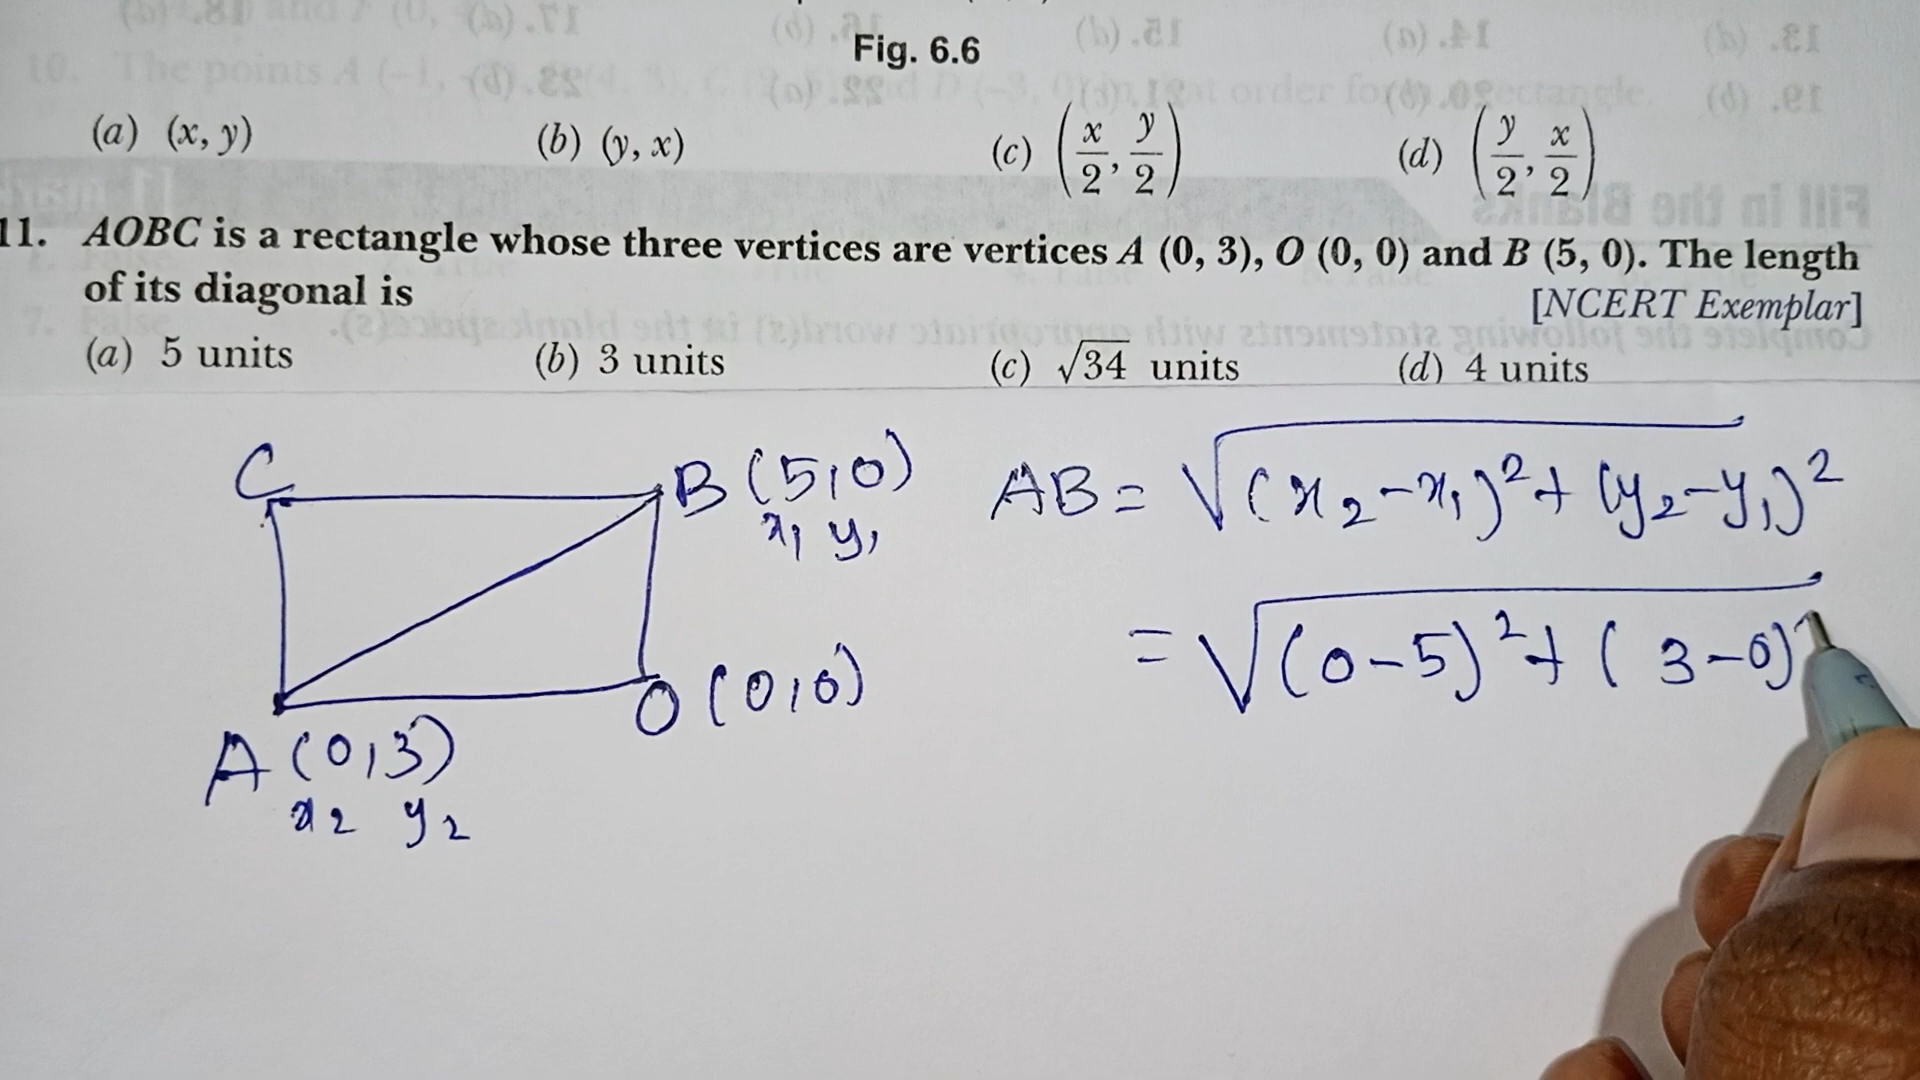 Fig. 6.6
(a) (x, y) (b) (y, x) (c) (x/2, y/2) (d) (y/2, x/2)
11. AOBC is a rectangle whose three vertices are vertices A (0, 3), O (0, 0) and B (5, 0). The length
of its diagonal is [NCERT Exemplar]
(a) 5 units (b) 3 units (c) √34 units (d) 4 units
C B (5,0) AB = √(x₂-x₁)²+(y₂-y₁)²
x₁ y₁
= √(0-5)²+(3-0)²
O (0,0)
A (0,3)
x₂ y₂